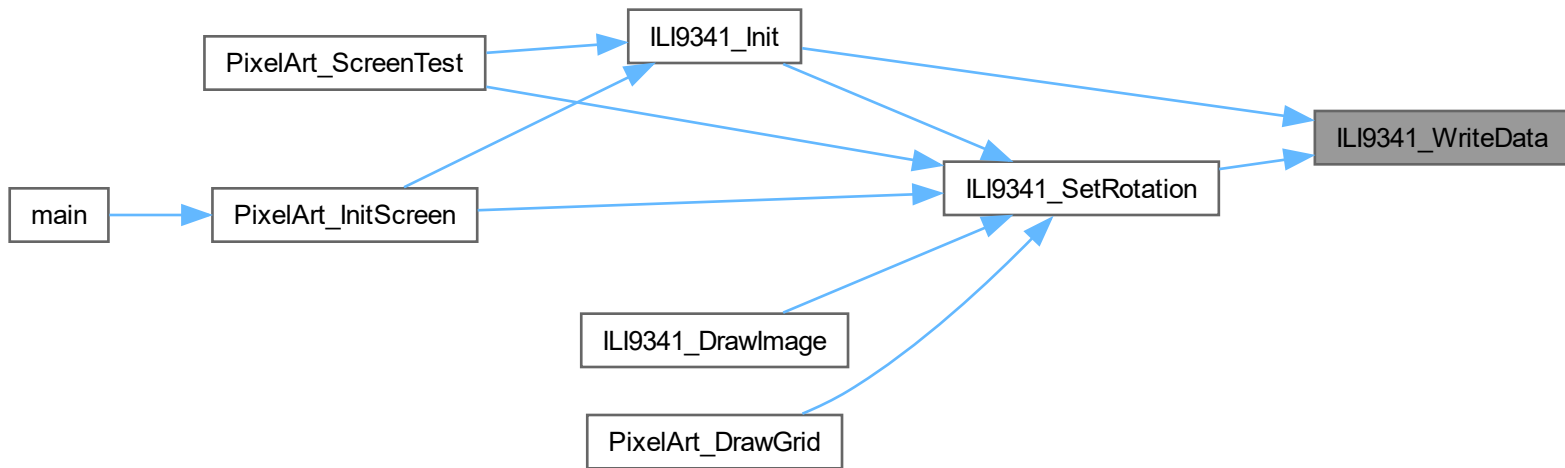 ILI9341_Init
PixelArt_ScreenTest
ILI9341_WriteData
ILI9341_SetRotation
main
PixelArt_InitScreen
ILI9341_DrawImage
PixelArt_DrawGrid